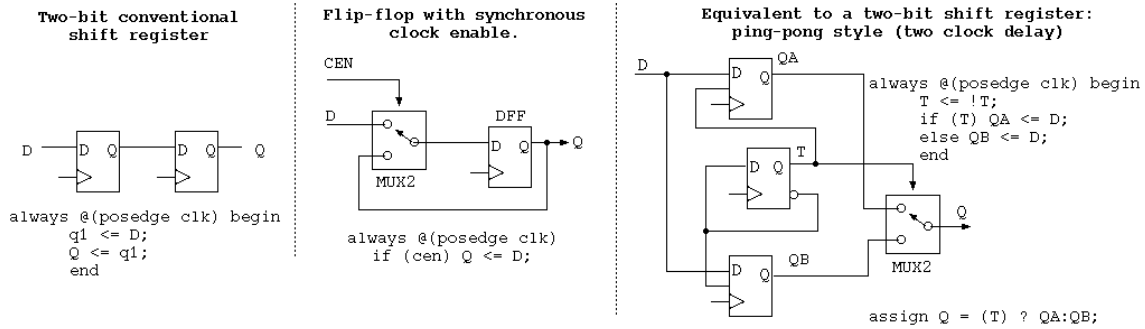 Two-bit conventional
shift register
D
D
Q
D
Q
Q
always @(posedge clk) begin
q1 <= D;
Q <= q1;
end
Flip-flop with synchronous
clock enable.
CEN
D
MUX2
DFF
D
Q
Q
always @(posedge clk)
if (cen) Q <= D;
Equivalent to a two-bit shift register:
ping-pong style (two clock delay)
D
D
Q
QA
always @(posedge clk) begin
T <= !T;
if (T) QA <= D;
else QB <= D;
end
D
Q
T
Q
MUX2
D
Q
QB
assign Q = (T) ? QA:QB;